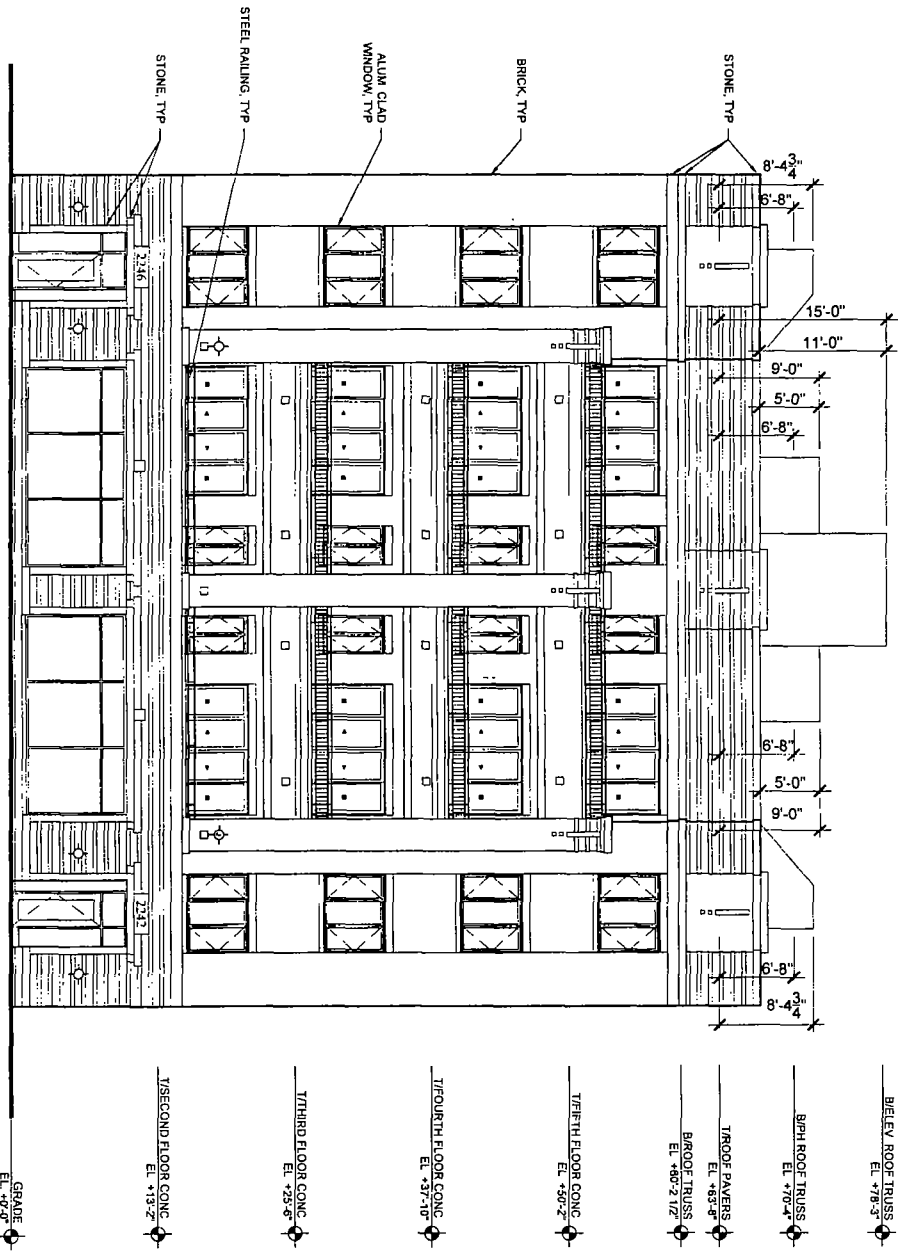 STONE, TYP
STEEL RAILING, TYP
ALUM CLAD
WINDOW, TYP
BRICK, TYP
STONE, TYP
8'-4 3/4"
6'-8"
15'-0"
11'-0"
9'-0"
5'-0"
6'-8"
6'-8"
5'-0"
9'-0"
6'-8"
8'-4 3/4"
2246
2242
B/ELEV ROOF TRUSS
EL +78'-3"
B/PH ROOF TRUSS
EL +70'-4"
T/ROOF PAVERS
EL +63'-8"
B/ROOF TRUSS
EL +60'-2 1/2"
T/FIFTH FLOOR CONC
EL +50'-2"
T/FOURTH FLOOR CONC
EL +37'-10"
T/THIRD FLOOR CONC
EL +25'-6"
T/SECOND FLOOR CONC
EL +13'-2"
GRADE
EL. +0'-0"